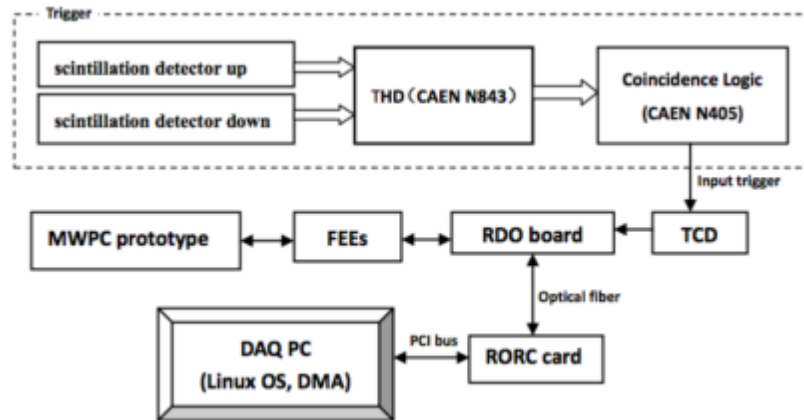 Trigger
scintillation detector up
scintillation detector down
THD（CAEN N843）
Coincidence Logic
(CAEN N405)
Input trigger
MWPC prototype
FEEs
RDO board
TCD
Optical fiber
DAQ PC
(Linux OS, DMA)
PCI bus
RORC card